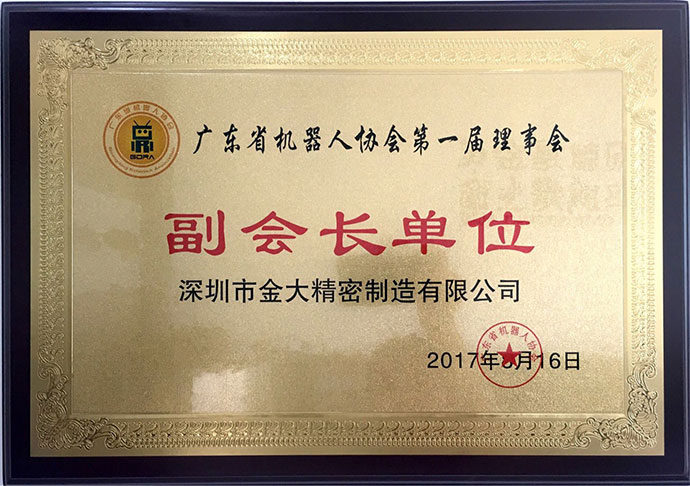 广东省机器人协会
GDRA
广东省机器人协会第一届理事会
副会长单位
深圳市金大精密制造有限公司
2017年 月16日
广东省机器人协会